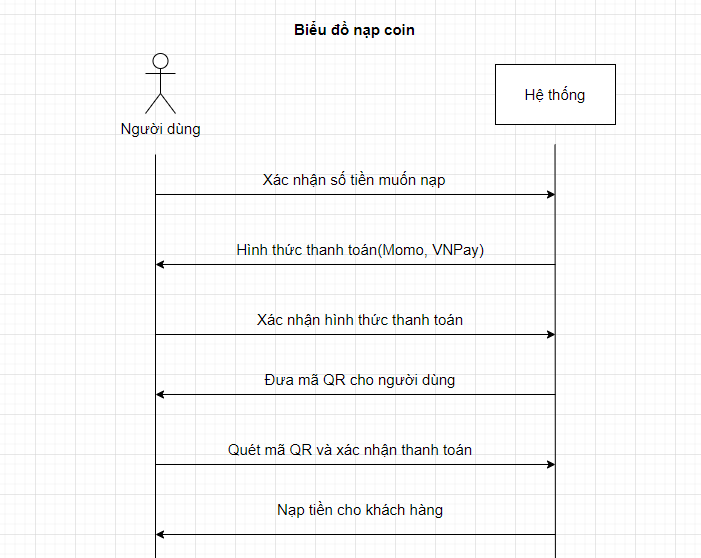 Biểu đồ nạp coin
Người dùng
Hệ thống
Xác nhận số tiền muốn nạp
Hình thức thanh toán(Momo, VNPay)
Xác nhận hình thức thanh toán
Đưa mã QR cho người dùng
Quét mã QR và xác nhận thanh toán
Nạp tiền cho khách hàng